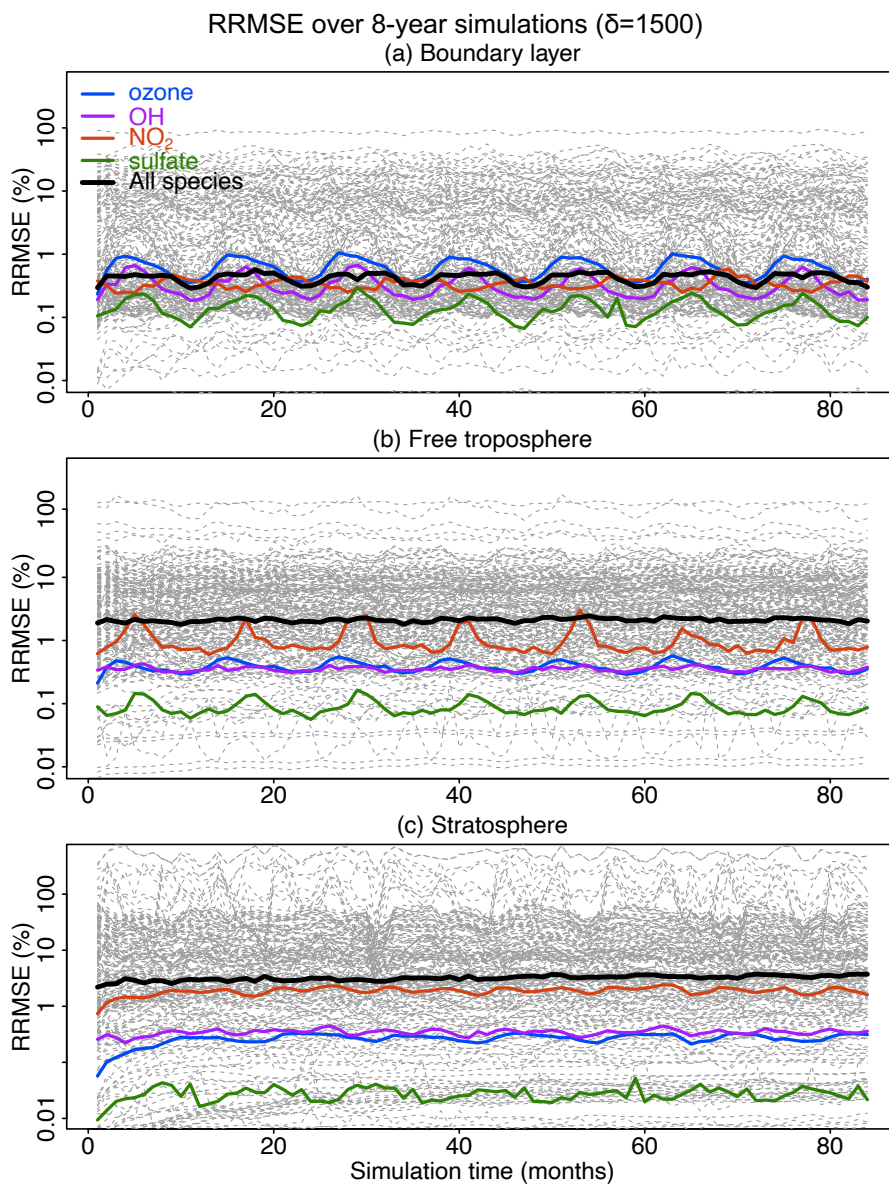 RRMSE over 8-year simulations (δ=1500)
(a) Boundary layer
ozone
OH
NO₂
sulfate
All species
RRMSE (%)
100
10
1
0.1
0.01
0 20 40 60 80
(b) Free troposphere
RRMSE (%)
100
10
1
0.1
0.01
0 20 40 60 80
(c) Stratosphere
RRMSE (%)
100
10
1
0.01
0 20 40 60 80
Simulation time (months)